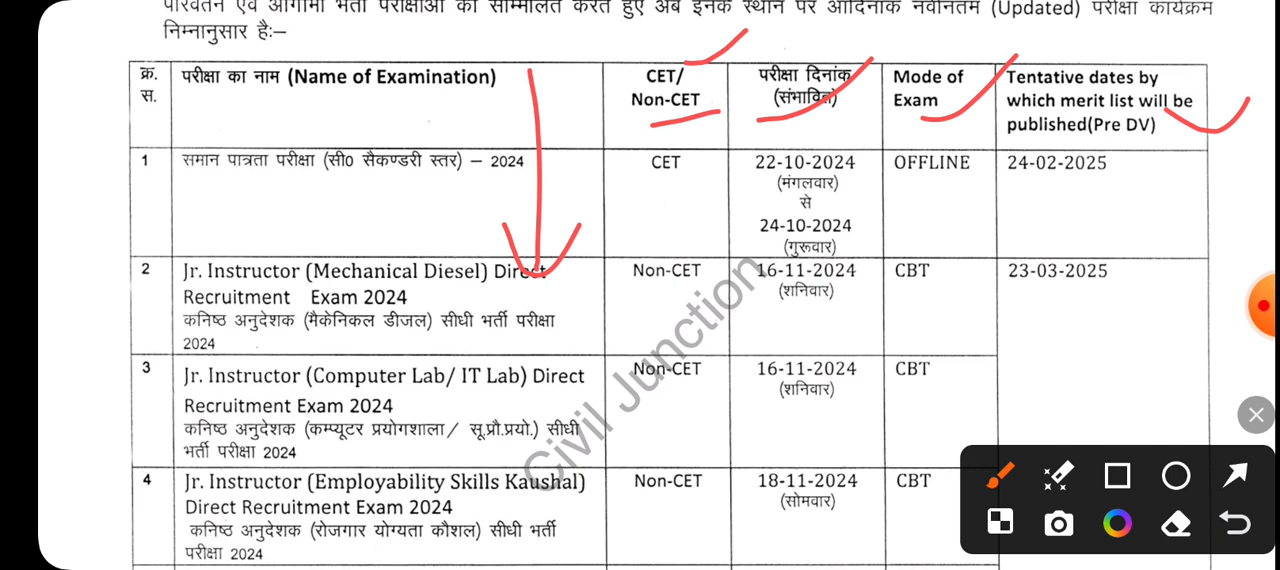 परिवर्तन एवं आगामी भर्ती परीक्षाओं को सम्मिलित करते हुए अब इनके स्थान पर आदिनांक नवीनतम (Updated) परीक्षा कार्यक्रम
निम्नानुसार है:—
क्र. स. परीक्षा का नाम (Name of Examination) CET/ Non-CET परीक्षा दिनांक (संभावित) Mode of Exam Tentative dates by which merit list will be published(Pre DV)
1 समान पात्रता परीक्षा (सी0 सैकण्डरी स्तर) – 2024 CET 22-10-2024 OFFLINE 24-02-2025
(मंगलवार)
से
24-10-2024
(गुरूवार)
2 Jr. Instructor (Mechanical Diesel) Direct Non-CET 16-11-2024 CBT 23-03-2025
Recruitment Exam 2024 (शनिवार)
कनिष्ठ अनुदेशक (मैकेनिकल डीजल) सीधी भर्ती परीक्षा
2024
3 Jr. Instructor (Computer Lab/ IT Lab) Direct Non-CET 16-11-2024 CBT
Recruitment Exam 2024 (शनिवार)
कनिष्ठ अनुदेशक (कम्प्यूटर प्रयोगशाला/ सू.प्रौ.प्रयो.) सीधी
भर्ती परीक्षा 2024
4 Jr. Instructor (Employability Skills Kaushal) Non-CET 18-11-2024 CBT
Direct Recruitment Exam 2024 (सोमवार)
कनिष्ठ अनुदेशक (रोजगार योग्यता कौशल) सीधी भर्ती
परीक्षा 2024
Civil Junction